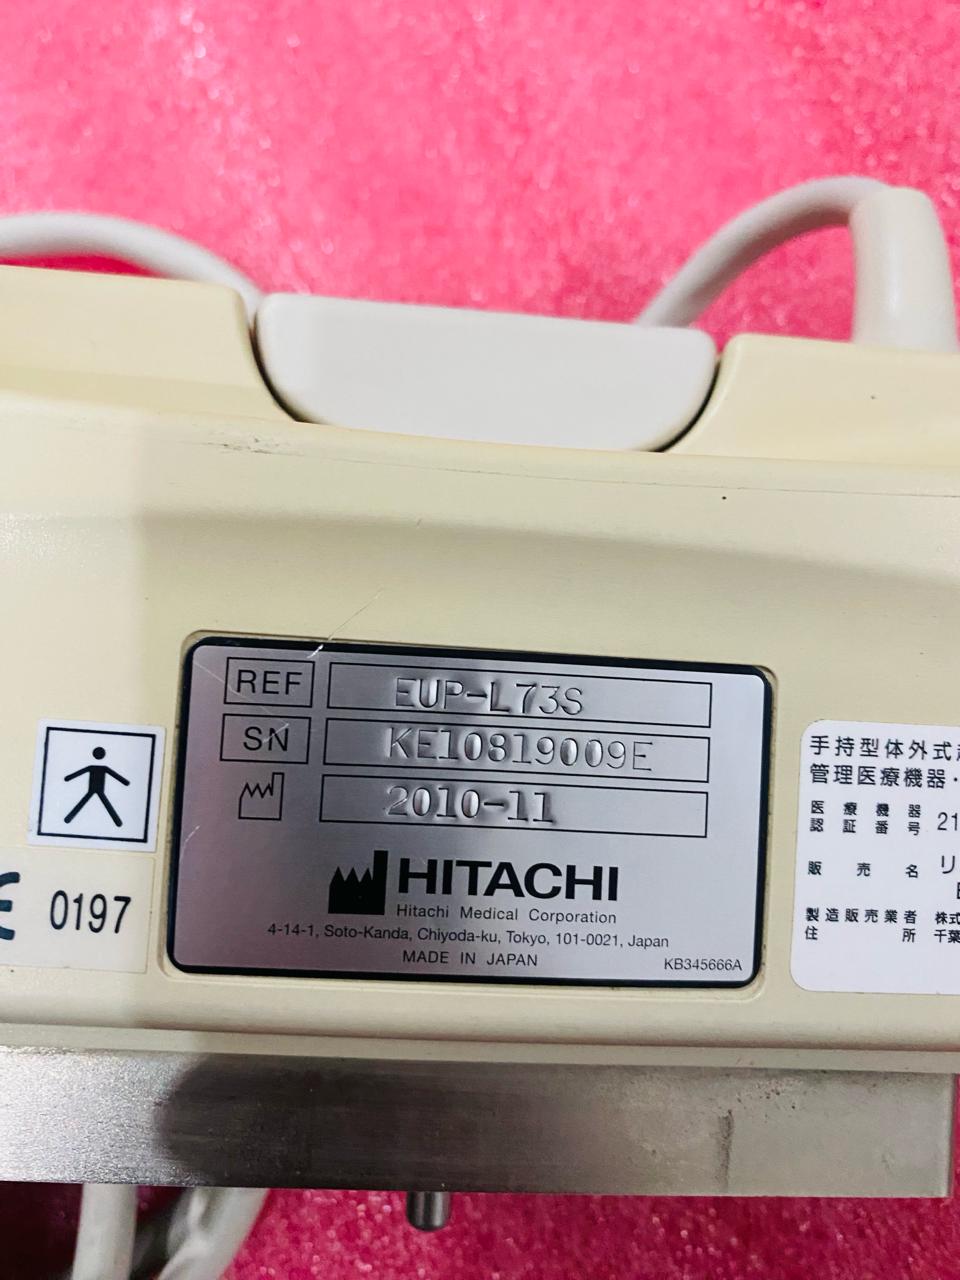 REF EUP-L73S
SN KE10819009E
2010-11
HITACHI
Hitachi Medical Corporation
4-14-1, Soto-Kanda, Chiyoda-ku, Tokyo, 101-0021, Japan
MADE IN JAPAN
KB345666A
CE 0197
手持型体外式
管理医療機器・
医療機器
認証番号 21
販売名 リ
製造販売業者 株式
住所 千葉